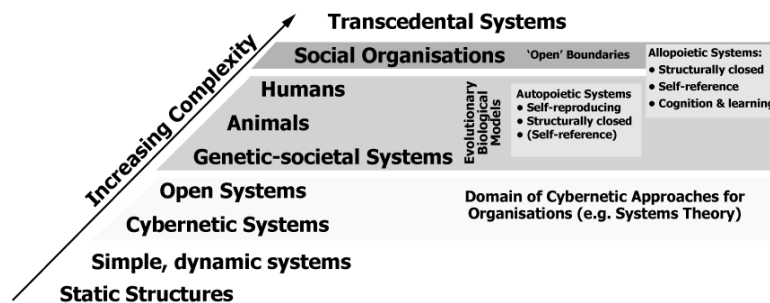 Transcedental Systems
Increasing Complexity
Social Organisations
'Open' Boundaries
Allopoietic Systems:
• Structurally closed
• Self-reference
• Cognition & learning
Humans
Animals
Genetic-societal Systems
Evolutionary
Biological
Models
Autopoietic Systems
• Self-reproducing
• Structurally closed
• (Self-reference)
Open Systems
Cybernetic Systems
Domain of Cybernetic Approaches for
Organisations (e.g. Systems Theory)
Simple, dynamic systems
Static Structures